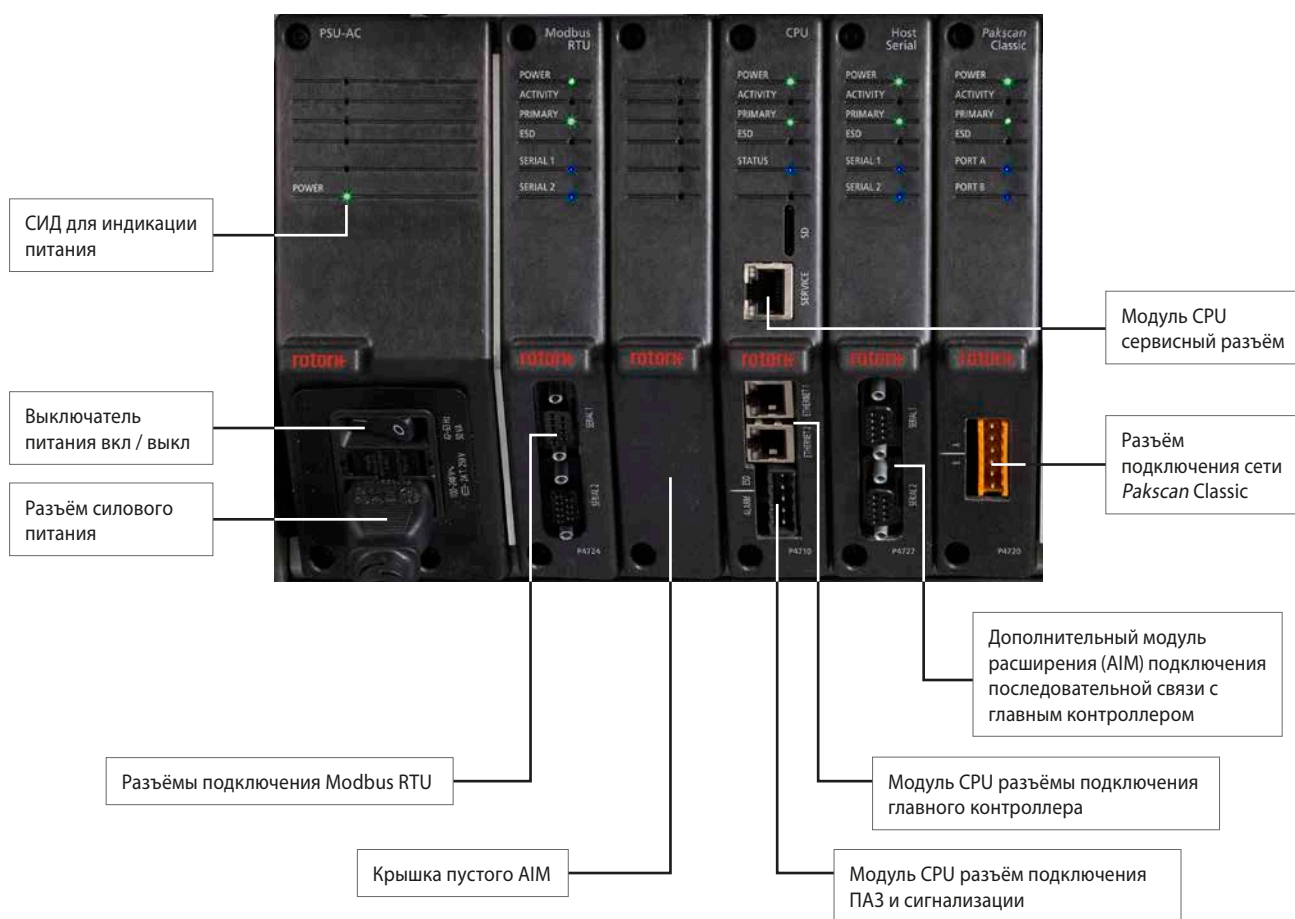 PSU-AC
POWER
Modbus
RTU
POWER
ACTIVITY
PRIMARY
ESD
SERIAL 1
SERIAL 2
CPU
POWER
ACTIVITY
PRIMARY
ESD
STATUS
SD
SERVICE
Host
Serial
POWER
ACTIVITY
PRIMARY
ESD
SERIAL 1
SERIAL 2
Pakscan
Classic
POWER
ACTIVITY
PRIMARY
ESD
PORT A
PORT B
rotork
rotork
rotork
rotork
rotork
50 VA
SERIAL 1
SERIAL 2
P4724
ETHERNET 1
ETHERNET 2
ESD
ALARM
P4710
SERIAL 1
SERIAL 2
P4727
A
B
P4720
СИД для индикации
питания
Выключатель
питания вкл / выкл
Разъём силового
питания
Модуль CPU
сервисный разъём
Разъём
подключения сети
Pakscan Classic
Дополнительный модуль
расширения (AIM) подключения
последовательной связи с
главным контроллером
Разъёмы подключения Modbus RTU
Модуль CPU разъёмы подключения
главного контроллера
Крышка пустого AIM
Модуль CPU разъём подключения
ПАЗ и сигнализации